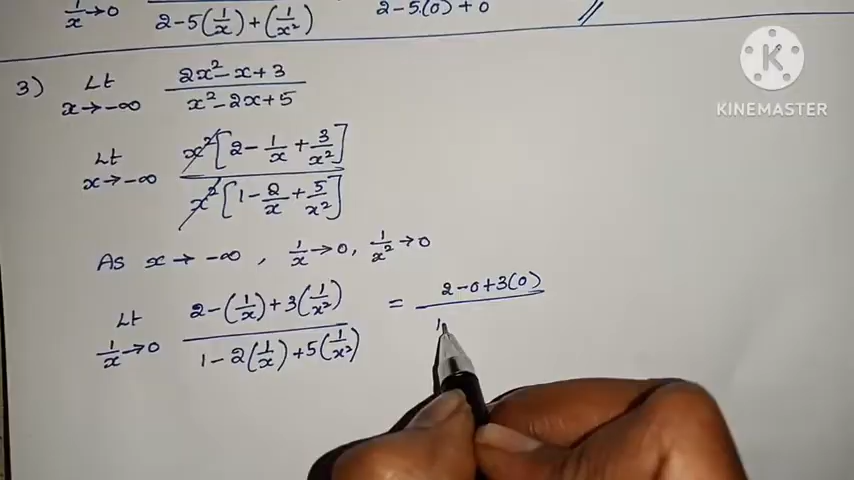 1/x→0 2-5(1/x)+(1/x²) 2-5.(0)+0 //
KINEMASTER
3) Lt x→-∞ (2x²-x+3)/(x²-2x+5)
Lt x→-∞ x²[2-1/x+3/x²]/x²[1-2/x+5/x²]
As x→-∞, 1/x→0, 1/x²→0
Lt 1/x→0 (2-(1/x)+3(1/x²))/(1-2(1/x)+5(1/x²)) = (2-0+3(0))/1